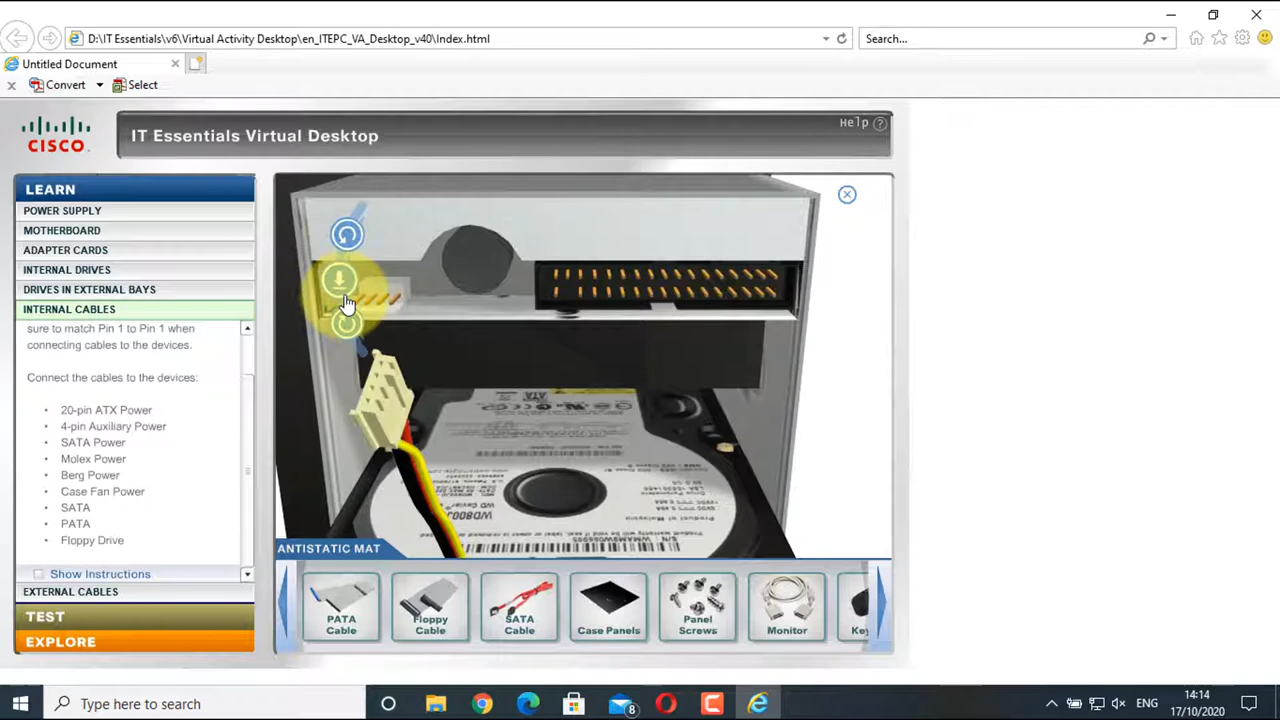 D:\IT Essentials\v6\Virtual Activity Desktop\en_ITEPC_VA_Desktop_v40\Index.html
Search...
Untitled Document
Convert
Select
CISCO
IT Essentials Virtual Desktop
Help
LEARN
POWER SUPPLY
MOTHERBOARD
ADAPTER CARDS
INTERNAL DRIVES
DRIVES IN EXTERNAL BAYS
INTERNAL CABLES
sure to match Pin 1 to Pin 1 when
connecting cables to the devices.
Connect the cables to the devices:
• 20-pin ATX Power
• 4-pin Auxiliary Power
• SATA Power
• Molex Power
• Berg Power
• Case Fan Power
• SATA
• PATA
• Floppy Drive
Show Instructions
EXTERNAL CABLES
TEST
EXPLORE
ANTISTATIC MAT
PATA
Cable
Floppy
Cable
SATA
Cable
Case Panels
Panel
Screws
Monitor
Key
Type here to search
8
ENG
14:14
17/10/2020